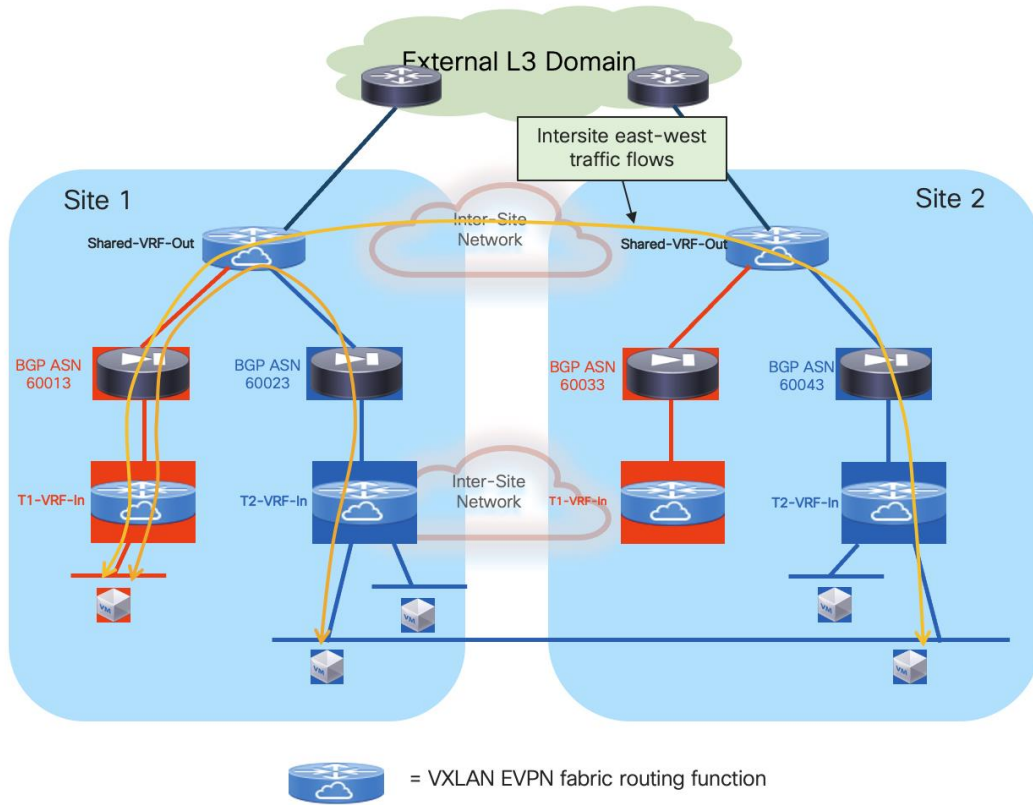 External L3 Domain
Intersite east-west
traffic flows
Site 1
Site 2
Inter-Site
Network
Shared-VRF-Out
Shared-VRF-Out
BGP ASN
60013
BGP ASN
60023
BGP ASN
60033
BGP ASN
60043
Inter-Site
Network
T1-VRF-In
T2-VRF-In
T1-VRF-In
T2-VRF-In
VM
VM
VM
VM
VM
= VXLAN EVPN fabric routing function